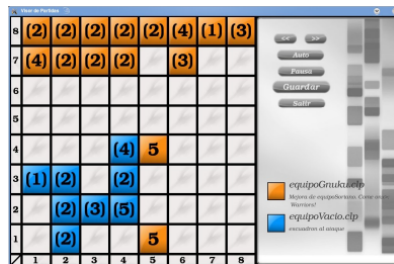 Visor de Partidas
8 (2) (2) (2) (2) (2) (4) (1) (3)
7 (4) (2) (2) (2) (3)
6
5
4 (4) 5
3 (1) (2) (2)
2 (2) (3) (5)
1 (2) 5
1 2 3 4 5 6 7 8
<< >>
Auto
Pausa
Guardar
Salir
equipoGnuku.clp
equipoVacio.clp
escuadron al ataque